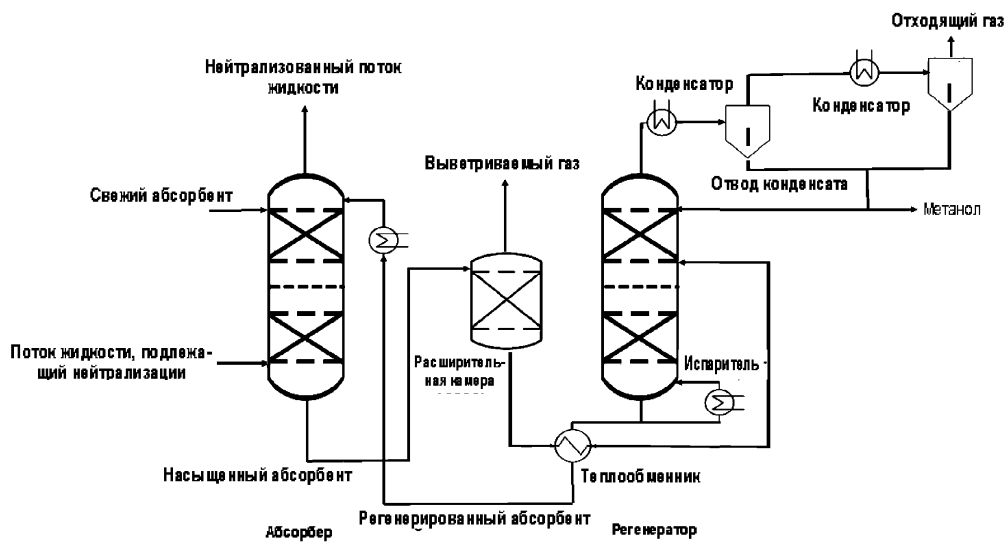 Отходящий газ
Нейтрализованный поток
жидкости
Конденсатор
Конденсатор
Выветриваемый газ
Отвод конденсата
Свежий абсорбент
Метанол
Поток жидкости, подлежа-
щий нейтрализации
Расширитель-
ная камера
Испаритель
Насыщенный абсорбент
Теплообменник
Регенерированный абсорбент
Абсорбер
Регенератор